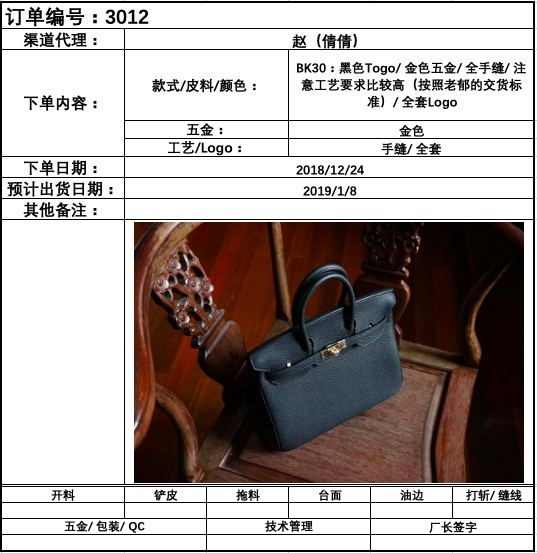 订单编号：3012
渠道代理：
赵（倩倩）
下单内容：
款式/皮料/颜色：
BK30：黑色Togo/ 金色五金/ 全手缝/ 注
意工艺要求比较高（按照老郁的交货标
准）/ 全套Logo
五金：
金色
工艺/Logo：
手缝/ 全套
下单日期：
2018/12/24
预计出货日期：
2019/1/8
其他备注：
开料
铲皮
拖料
台面
油边
打斩/ 缝线
五金/ 包装/ QC
技术管理
厂长签字